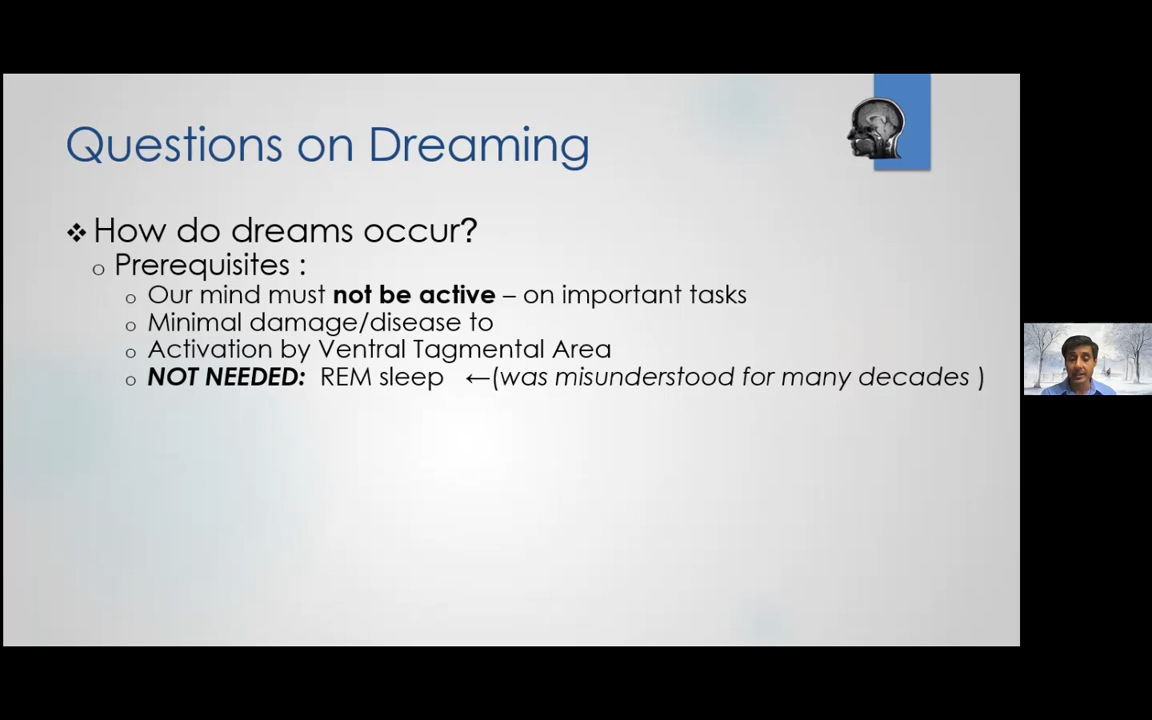 Questions on Dreaming
❖ How do dreams occur?
o Prerequisites :
o Our mind must not be active – on important tasks
o Minimal damage/disease to
o Activation by Ventral Tagmental Area
o NOT NEEDED: REM sleep ←(was misunderstood for many decades )